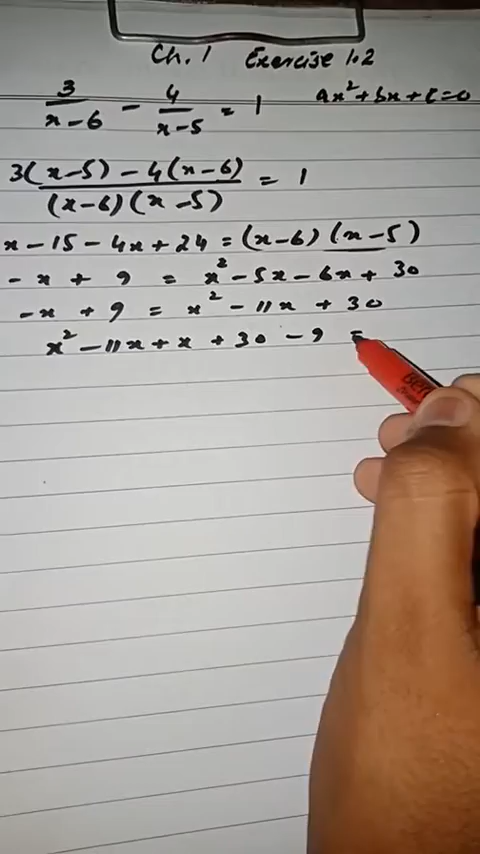 Ch. 1 Exercise 1.2
3/(x-6) - 4/(x-5) = 1 ax² + bx + c = 0
3(x-5) - 4(x-6)/(x-6)(x-5) = 1
x - 15 - 4x + 24 = (x-6)(x-5)
- x + 9 = x² - 5x - 6x + 30
- x + 9 = x² - 11x + 30
x² - 11x + x + 30 - 9 =